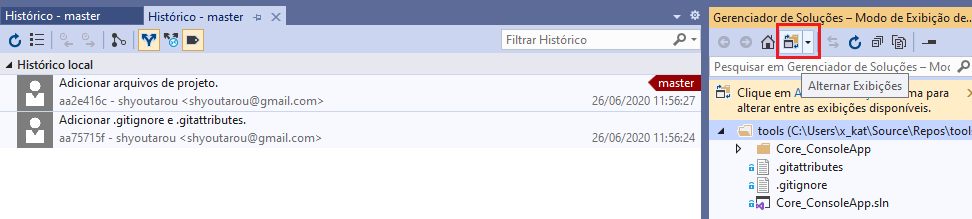 Histórico - master
Histórico - master
Filtrar Histórico
Histórico local
Adicionar arquivos de projeto.
master
aa2e416c - shyoutarou <shyoutarou@gmail.com>
26/06/2020 11:56:27
Adicionar .gitignore e .gitattributes.
aa75715f - shyoutarou <shyoutarou@gmail.com>
26/06/2020 11:56:24
Gerenciador de Soluções – Modo de Exibição de...
Pesquisar em Gerenciador de Soluções – Moc
Alternar Exibições
Clique em A
ma para
alterar entre as exibições disponíveis.
tools (C:\Users\x_kat\Source\Repos\tools
Core_ConsoleApp
.gitattributes
.gitignore
Core_ConsoleApp.sln